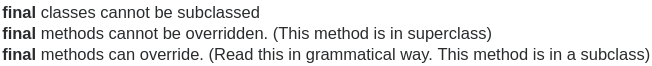 final classes cannot be subclassed
final methods cannot be overridden. (This method is in superclass)
final methods can override. (Read this in grammatical way. This method is in a subclass)